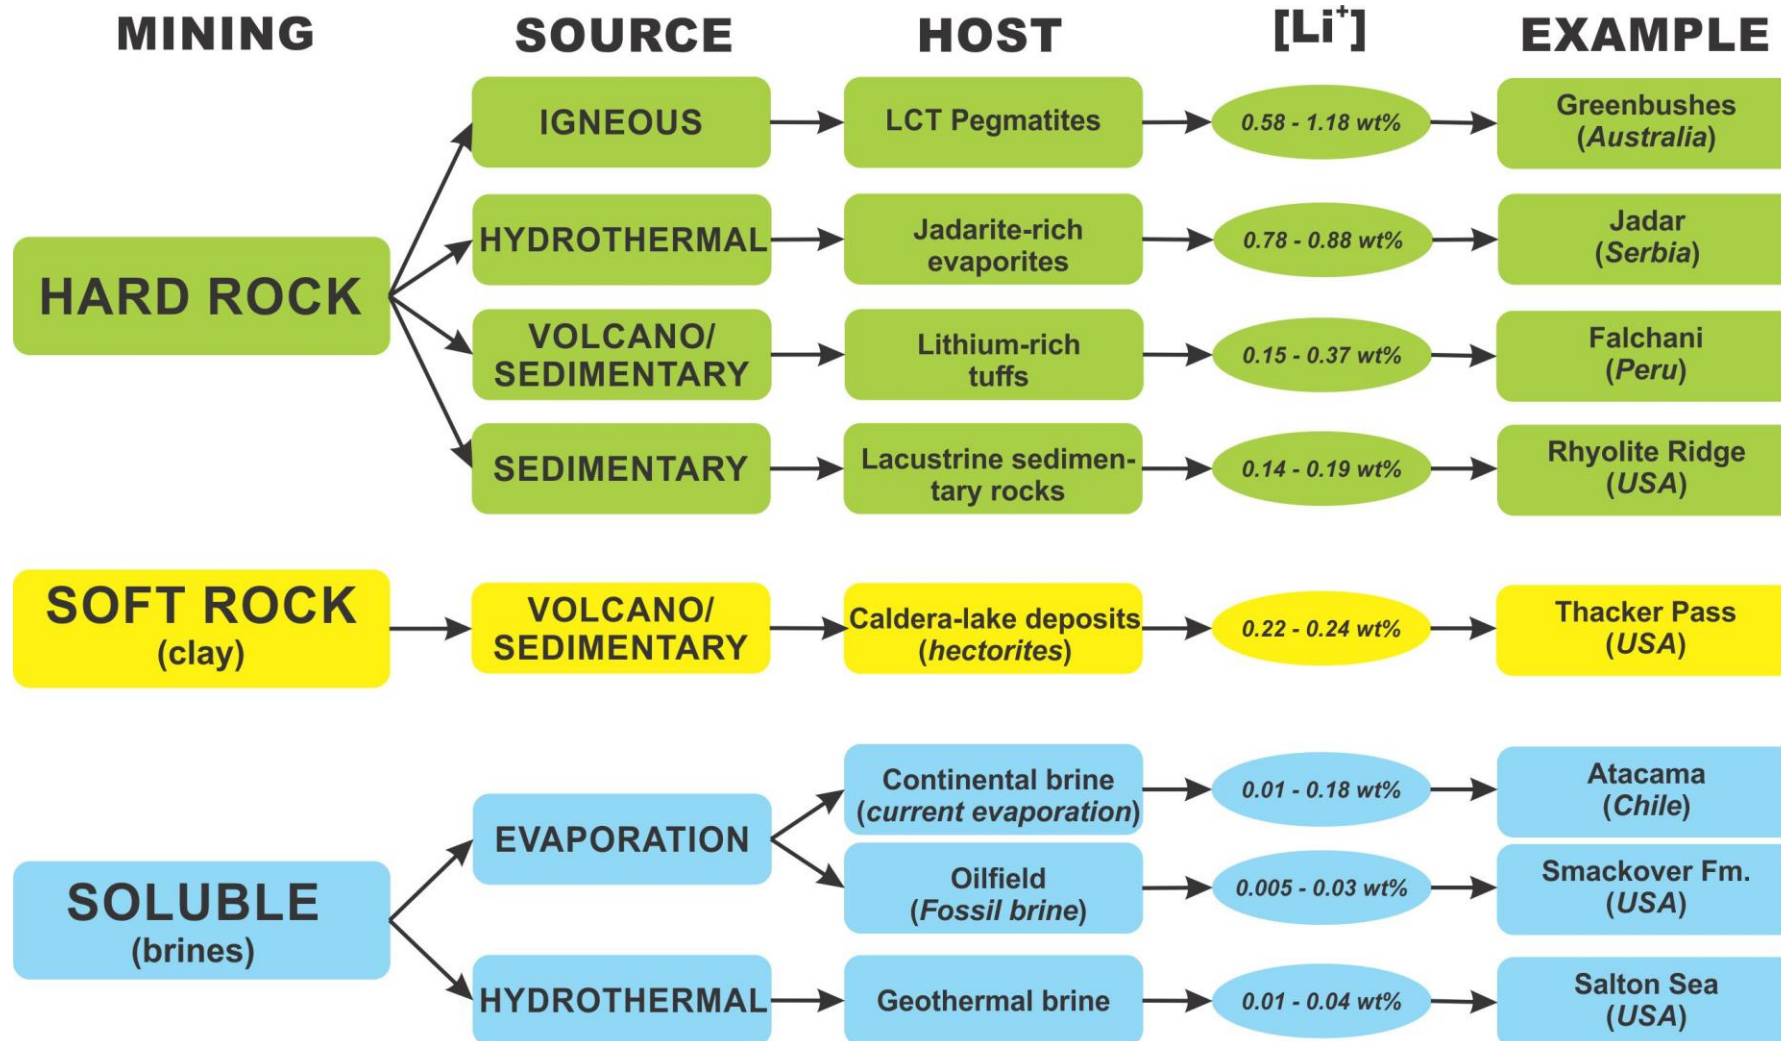 MINING SOURCE HOST [Li⁺] EXAMPLE
HARD ROCK
IGNEOUS
LCT Pegmatites
0.58 - 1.18 wt%
Greenbushes
(Australia)
HYDROTHERMAL
Jadarite-rich
evaporites
0.78 - 0.88 wt%
Jadar
(Serbia)
VOLCANO/
SEDIMENTARY
Lithium-rich
tuffs
0.15 - 0.37 wt%
Falchani
(Peru)
SEDIMENTARY
Lacustrine sedimen-
tary rocks
0.14 - 0.19 wt%
Rhyolite Ridge
(USA)
SOFT ROCK
(clay)
VOLCANO/
SEDIMENTARY
Caldera-lake deposits
(hectorites)
0.22 - 0.24 wt%
Thacker Pass
(USA)
SOLUBLE
(brines)
EVAPORATION
Continental brine
(current evaporation)
0.01 - 0.18 wt%
Atacama
(Chile)
Oilfield
(Fossil brine)
0.005 - 0.03 wt%
Smackover Fm.
(USA)
HYDROTHERMAL
Geothermal brine
0.01 - 0.04 wt%
Salton Sea
(USA)